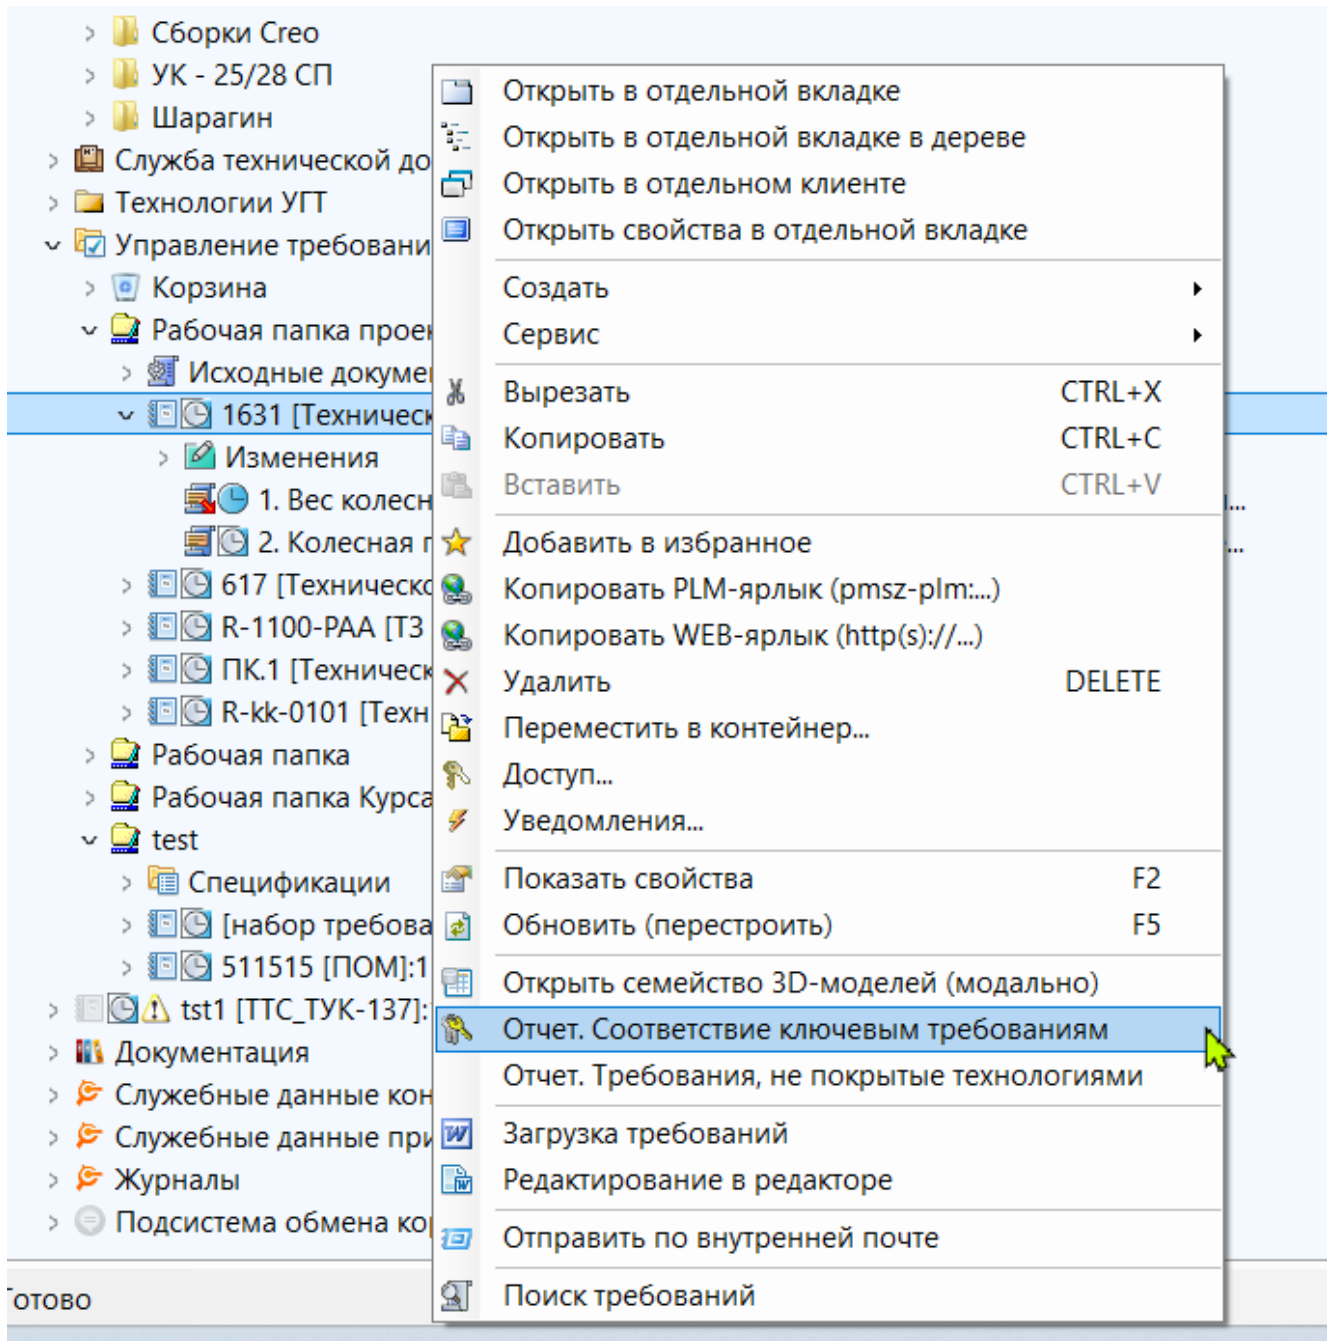 Сборки Creo
УК - 25/28 СП
Шарагин
Служба технической до
Технологии УГТ
Управление требовани
Корзина
Рабочая папка проек
Исходные докумен
1631 [Техническ
Изменения
1. Вес колесн
2. Колесная п
617 [Техническо
R-1100-РАА [ТЗ
ПК.1 [Техническ
R-kk-0101 [Техн
Рабочая папка
Рабочая папка Курса
test
Спецификации
[набор требова
511515 [ПОМ]:1
tst1 [ТТС_ТУК-137]:
Документация
Служебные данные кон
Служебные данные при
Журналы
Подсистема обмена кор
отово
Открыть в отдельной вкладке
Открыть в отдельной вкладке в дереве
Открыть в отдельном клиенте
Открыть свойства в отдельной вкладке
Создать
Сервис
Вырезать CTRL+X
Копировать CTRL+C
Вставить CTRL+V
Добавить в избранное
Копировать PLM-ярлык (pmsz-plm:...)
Копировать WEB-ярлык (http(s)://...)
Удалить DELETE
Переместить в контейнер...
Доступ...
Уведомления...
Показать свойства F2
Обновить (перестроить) F5
Открыть семейство 3D-моделей (модально)
Отчет. Соответствие ключевым требованиям
Отчет. Требования, не покрытые технологиями
Загрузка требований
Редактирование в редакторе
Отправить по внутренней почте
Поиск требований